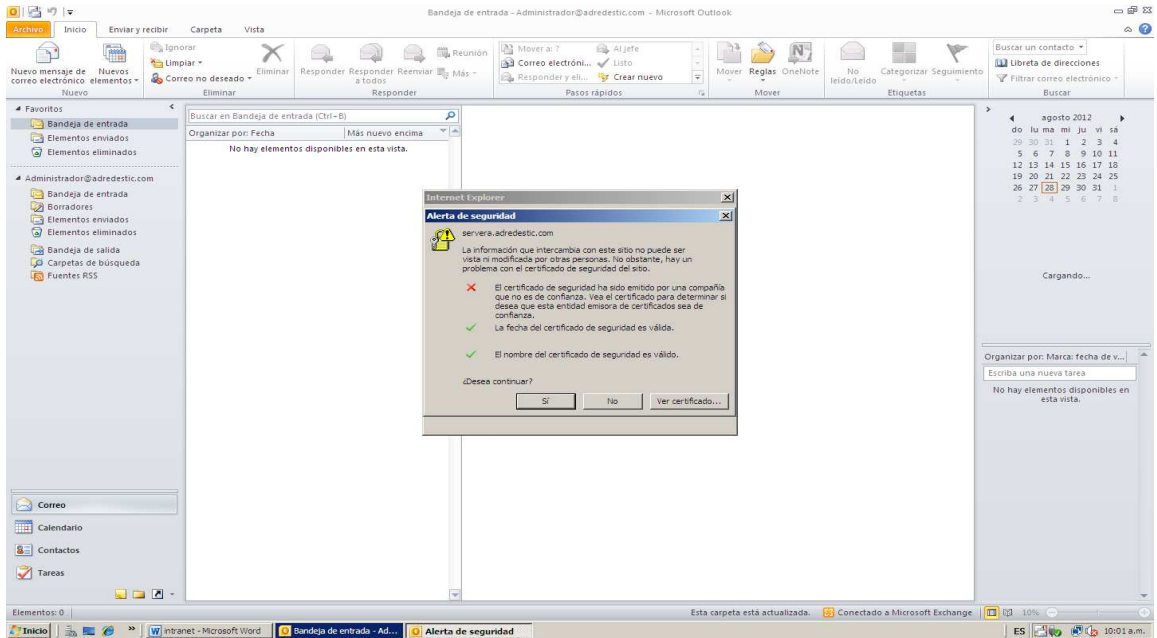 Bandeja de entrada - Administrador@adredestic.com - Microsoft Outlook
Archivo Inicio Enviar y recibir Carpeta Vista
Nuevo mensaje de correo electrónico
Nuevos elementos
Nuevo
Ignorar
Limpiar
Correo no deseado
Eliminar
Eliminar
Responder
Responder a todos
Reenviar
Reunión
Más
Responder
Mover a: ?
Correo electróni...
Responder y eli...
Al jefe
Listo
Crear nuevo
Pasos rápidos
Mover
Reglas
OneNote
Mover
No leído/Leído
Categorizar
Seguimiento
Etiquetas
Buscar un contacto
Libreta de direcciones
Filtrar correo electrónico
Buscar
Favoritos
Bandeja de entrada
Elementos enviados
Elementos eliminados
Administrador@adredestic.com
Bandeja de entrada
Borradores
Elementos enviados
Elementos eliminados
Bandeja de salida
Carpetas de búsqueda
Fuentes RSS
Buscar en Bandeja de entrada (Ctrl+B)
Organizar por: Fecha Más nuevo encima
No hay elementos disponibles en esta vista.
Internet Explorer
Alerta de seguridad
servera.adredestic.com
La información que intercambia con este sitio no puede ser
vista ni modificada por otras personas. No obstante, hay un
problema con el certificado de seguridad del sitio.
El certificado de seguridad ha sido emitido por una compañía
que no es de confianza. Vea el certificado para determinar si
desea que esta entidad emisora de certificados sea de
confianza.
La fecha del certificado de seguridad es válida.
El nombre del certificado de seguridad es válido.
¿Desea continuar?
Sí No Ver certificado...
agosto 2012
do lu ma mi ju vi sá
29 30 31 1 2 3 4
5 6 7 8 9 10 11
12 13 14 15 16 17 18
19 20 21 22 23 24 25
26 27 28 29 30 31 1
2 3 4 5 6 7 8
Cargando...
Organizar por: Marca: fecha de v...
Escriba una nueva tarea
No hay elementos disponibles en
esta vista.
Correo
Calendario
Contactos
Tareas
Elementos: 0
Esta carpeta está actualizada. Conectado a Microsoft Exchange 10%
Inicio
intranet - Microsoft Word
Bandeja de entrada - Ad...
Alerta de seguridad
ES 10:01 a.m.